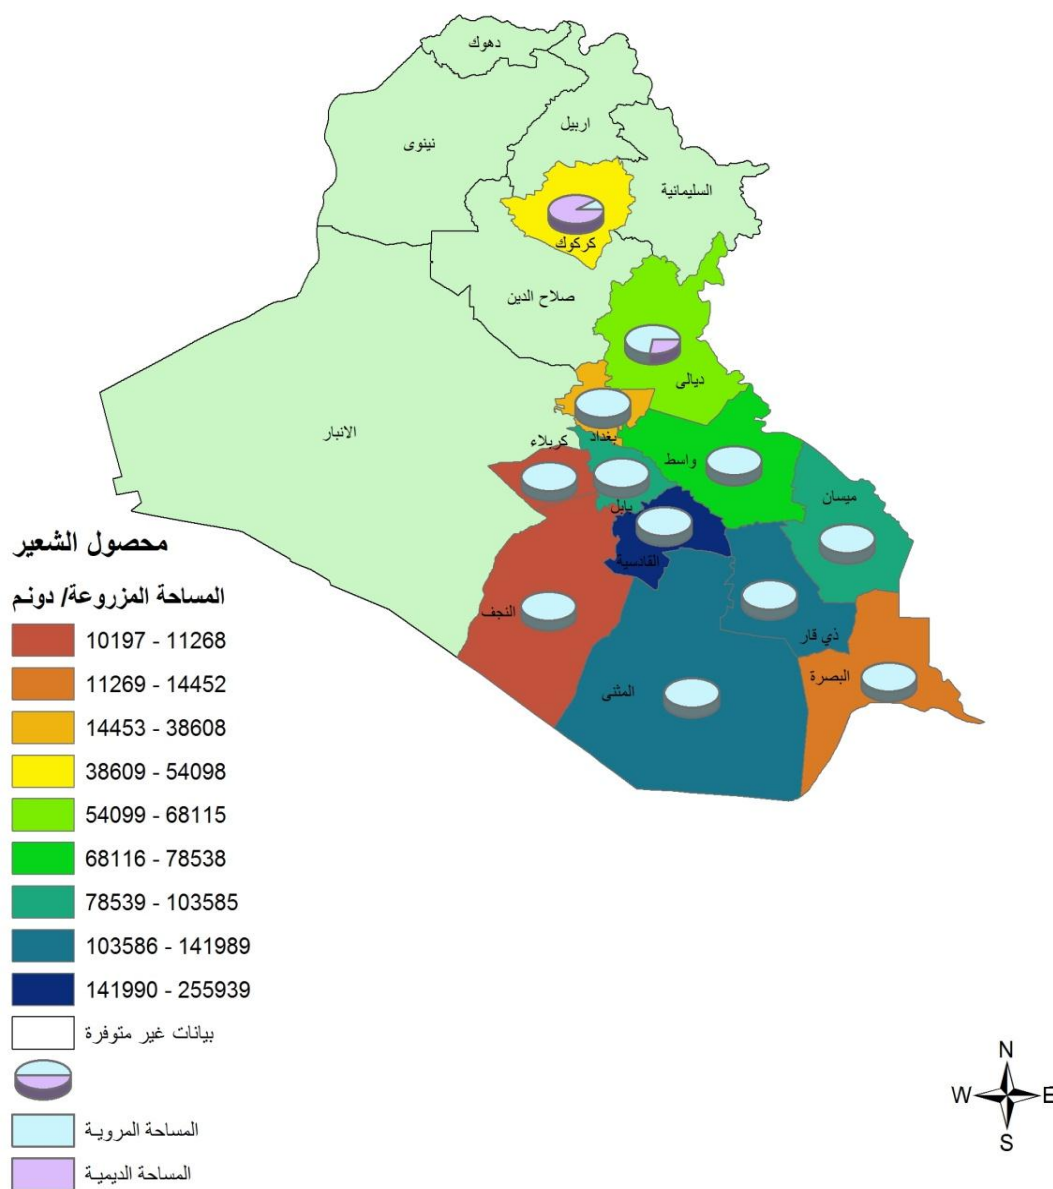 دهوك
اربيل
نينوى
السليمانية
كركوك
صلاح الدين
ديالى
الانبار
بغداد
كربلاء
واسط
بابل
ميسان
القادسية
النجف
ذي قار
المثنى
البصرة
محصول الشعير
المساحة المزروعة/ دونم
10197 - 11268
11269 - 14452
14453 - 38608
38609 - 54098
54099 - 68115
68116 - 78538
78539 - 103585
103586 - 141989
141990 - 255939
بيانات غير متوفرة
المساحة المروية
المساحة الديمية
N
W E
S